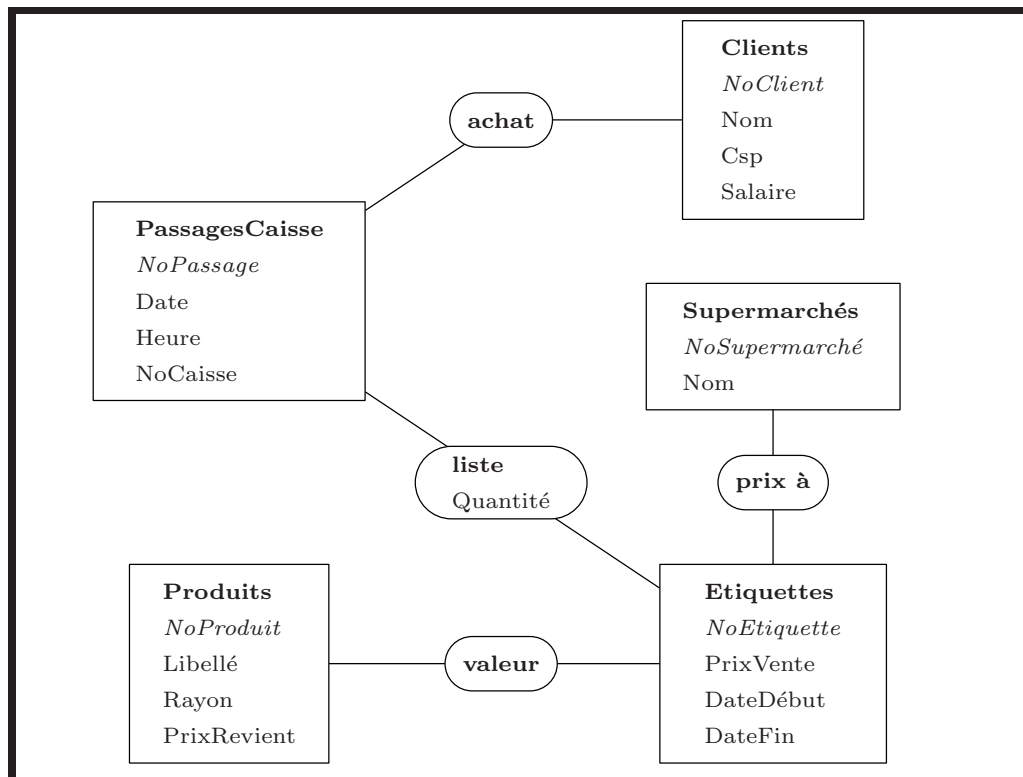 Clients
NoClient
Nom
Csp
Salaire
achat
PassagesCaisse
NoPassage
Date
Heure
NoCaisse
Supermarchés
NoSupermarché
Nom
liste
Quantité
prix à
Produits
NoProduit
Libellé
Rayon
PrixRevient
valeur
Etiquettes
NoEtiquette
PrixVente
DateDébut
DateFin